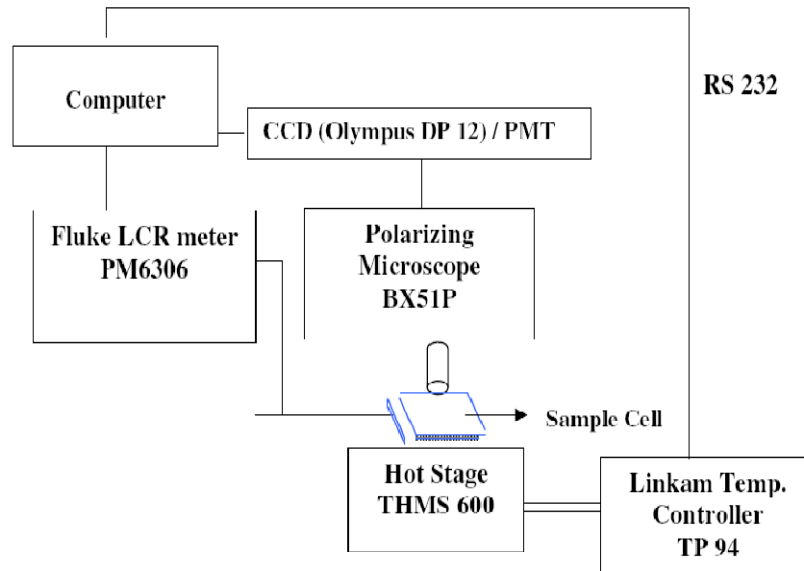 Computer
RS 232
CCD (Olympus DP 12) / PMT
Fluke LCR meter
PM6306
Polarizing
Microscope
BX51P
Sample Cell
Hot Stage
THMS 600
Linkam Temp.
Controller
TP 94